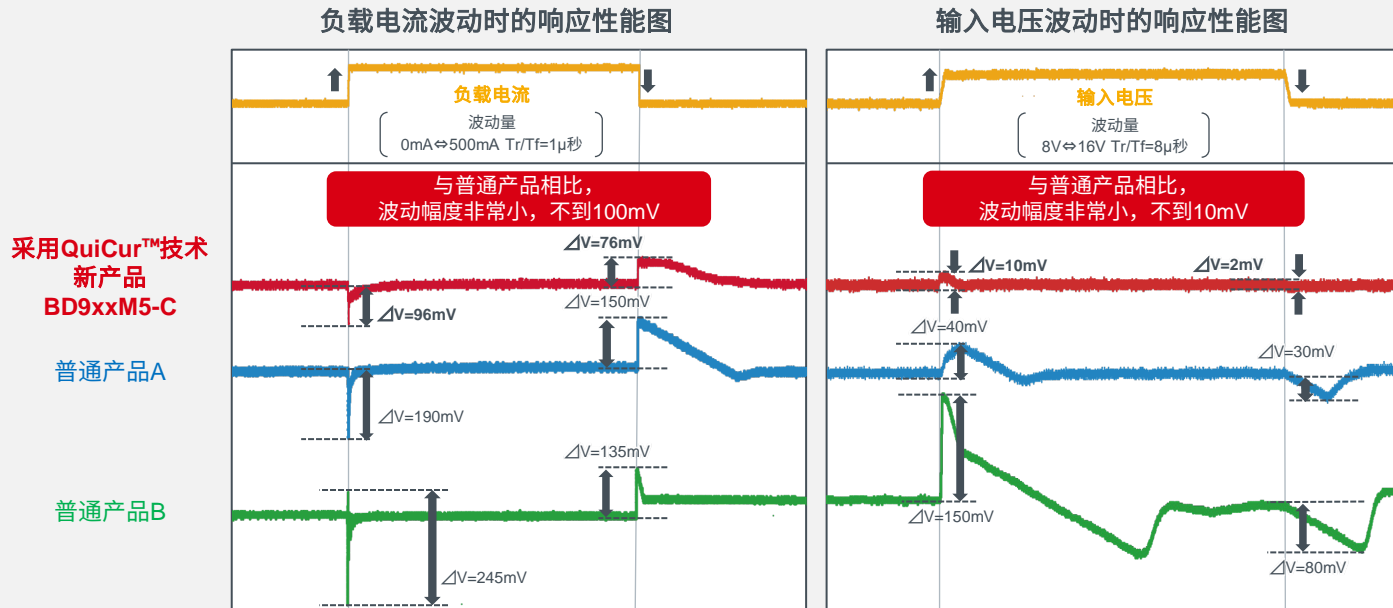 负载电流波动时的响应性能图
输入电压波动时的响应性能图
负载电流
波动量
0mA⇔500mA Tr/Tf=1μ秒
输入电压
波动量
8V⇔16V Tr/Tf=8μ秒
与普通产品相比，
波动幅度非常小，不到100mV
与普通产品相比，
波动幅度非常小，不到10mV
采用QuiCur™技术
新产品
BD9xxM5-C
⊿V=76mV
⊿V=96mV
⊿V=10mV
⊿V=2mV
普通产品A
⊿V=150mV
⊿V=190mV
⊿V=40mV
⊿V=30mV
普通产品B
⊿V=135mV
⊿V=245mV
⊿V=150mV
⊿V=80mV